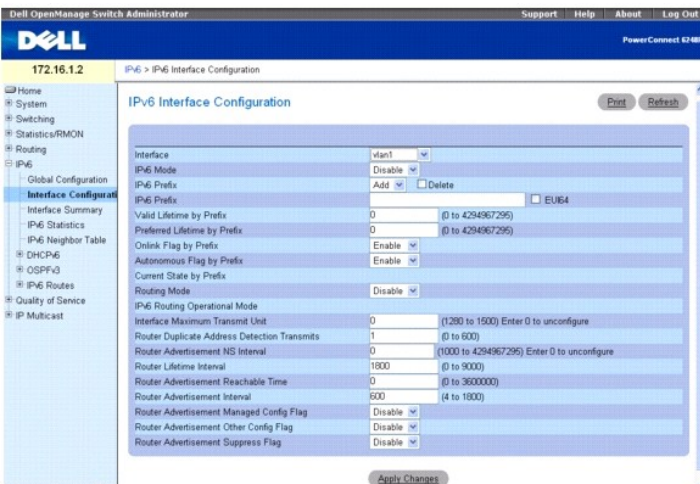 Dell OpenManage Switch Administrator Support Help About Log Out
DELL
PowerConnect 6248
172.16.1.2
IPv6 > IPv6 Interface Configuration
Home
System
Switching
Statistics/RMON
Routing
IPv6
Global Configuration
Interface Configurati
Interface Summary
IPv6 Statistics
IPv6 Neighbor Table
DHCPv6
OSPFv3
IPv6 Routes
Quality of Service
IP Multicast
IPv6 Interface Configuration
Print Refresh
Interface vlan1
IPv6 Mode Disable
IPv6 Prefix Add Delete
IPv6 Prefix EUI64
Valid Lifetime by Prefix 0 (0 to 4294967295)
Preferred Lifetime by Prefix 0 (0 to 4294967295)
Onlink Flag by Prefix Enable
Autonomous Flag by Prefix Enable
Current State by Prefix
Routing Mode Disable
IPv6 Routing Operational Mode
Interface Maximum Transmit Unit 0 (1280 to 1500) Enter 0 to unconfigure
Router Duplicate Address Detection Transmits 1 (0 to 600)
Router Advertisement NS Interval 0 (1000 to 4294967295) Enter 0 to unconfigure
Router Lifetime Interval 1800 (0 to 9000)
Router Advertisement Reachable Time 0 (0 to 3600000)
Router Advertisement Interval 600 (4 to 1800)
Router Advertisement Managed Config Flag Disable
Router Advertisement Other Config Flag Disable
Router Advertisement Suppress Flag Disable
Apply Changes